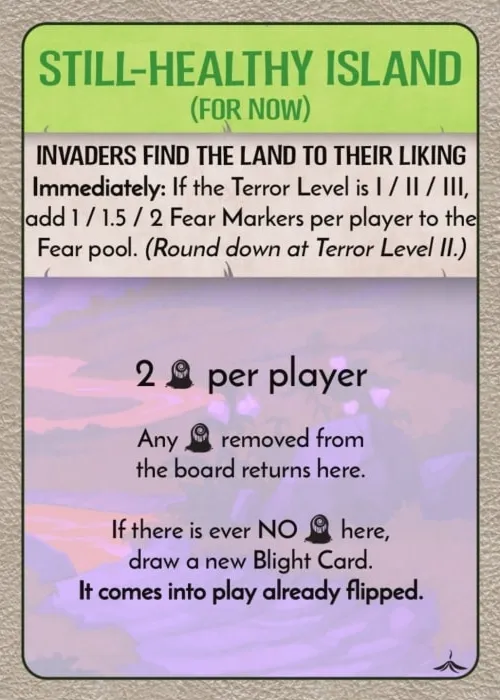 STILL-HEALTHY ISLAND
(FOR NOW)
INVADERS FIND THE LAND TO THEIR LIKING
Immediately: If the Terror Level is I / II / III,
add 1 / 1.5 / 2 Fear Markers per player to the
Fear pool. (Round down at Terror Level II.)
2 per player
Any removed from
the board returns here.
If there is ever NO here,
draw a new Blight Card.
It comes into play already flipped.